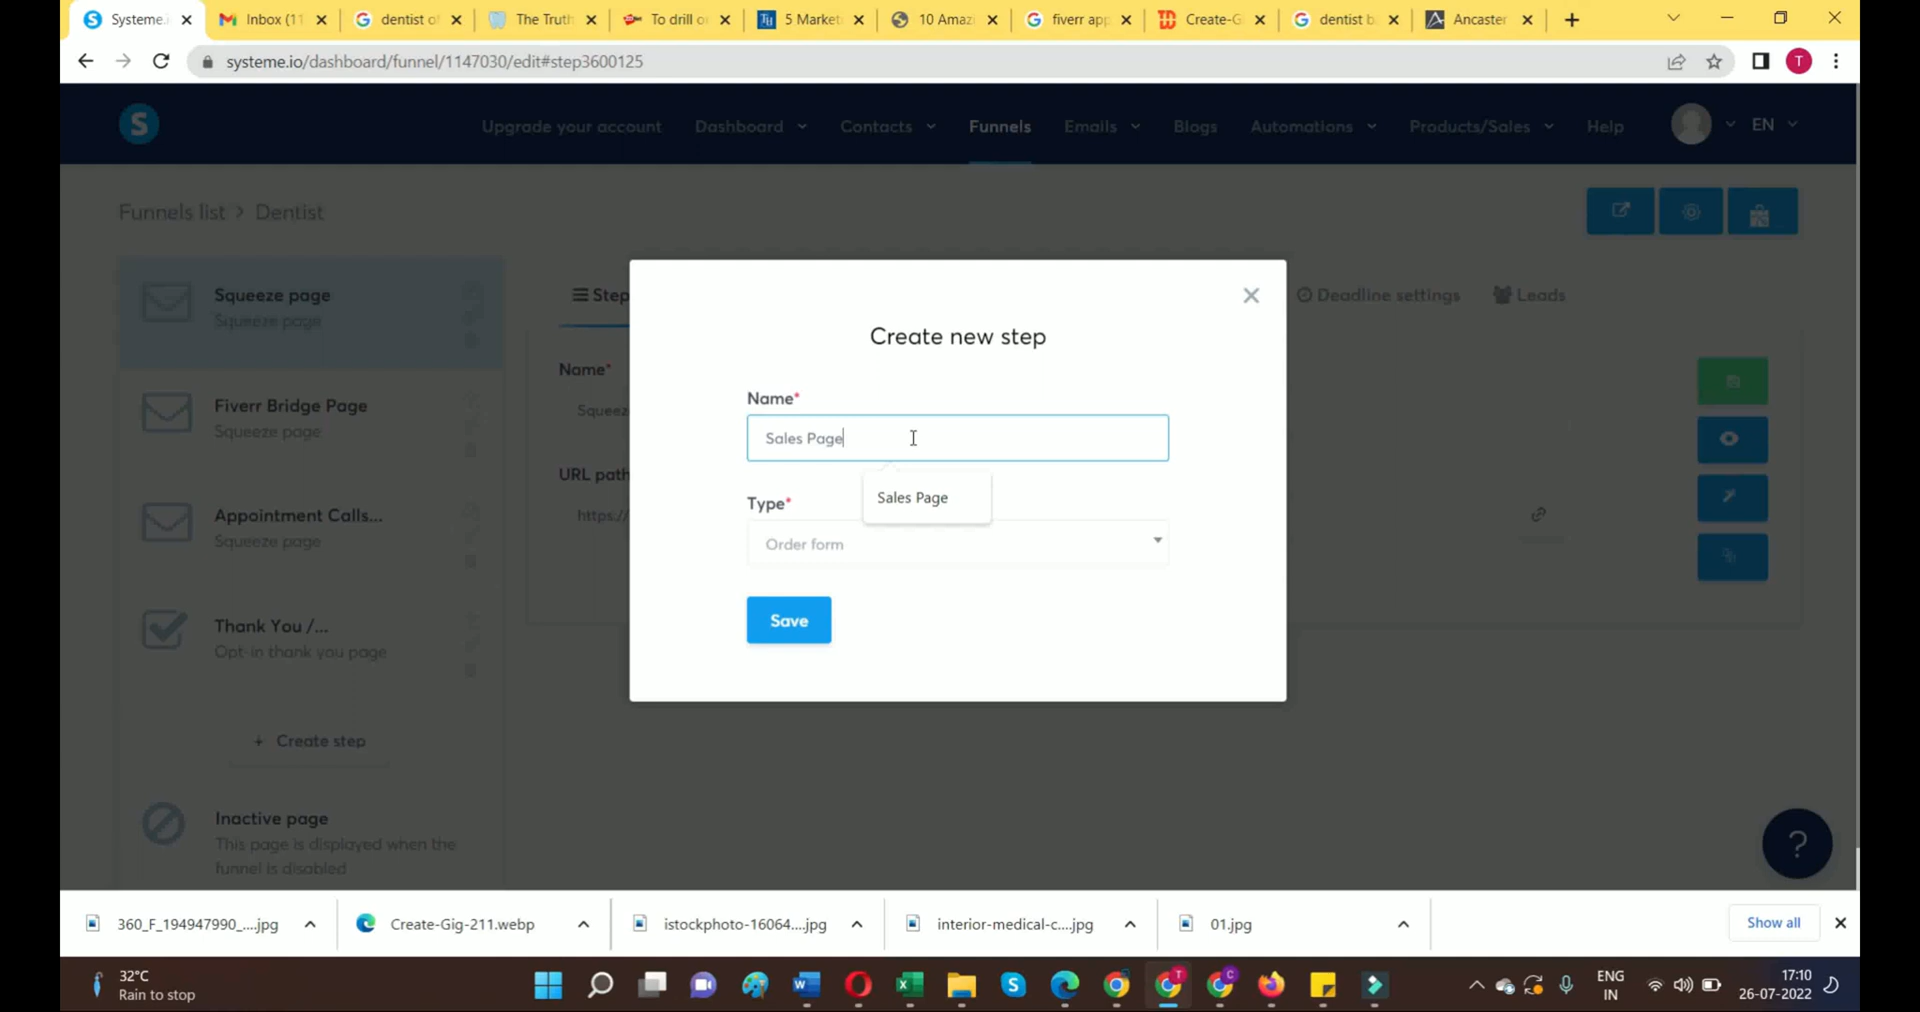 Systeme.i
Inbox (11
dentist of
The Truth
To drill o
5 Market
10 Amazi
fiverr app
Create-G
dentist b
Ancaster
systeme.io/dashboard/funnel/1147030/edit#step3600125
T
S
Upgrade your account
Dashboard
Contacts
Funnels
Emails
Blogs
Automations
Products/Sales
Help
EN
Funnels list > Dentist
Squeeze page
Squeeze page
Fiverr Bridge Page
Squeeze page
Appointment Calls...
Squeeze page
Thank You /...
Opt-in thank you page
+ Create step
Inactive page
This page is displayed when the
funnel is disabled
Step
Deadline settings
Leads
Name*
Squeez
URL path
https://
Create new step
Name*
Sales Page
Sales Page
Type*
Order form
Save
?
360_F_194947990_....jpg
Create-Gig-211.webp
istockphoto-16064....jpg
interior-medical-c....jpg
01.jpg
Show all
32°C
Rain to stop
ENG
IN
17:10
26-07-2022